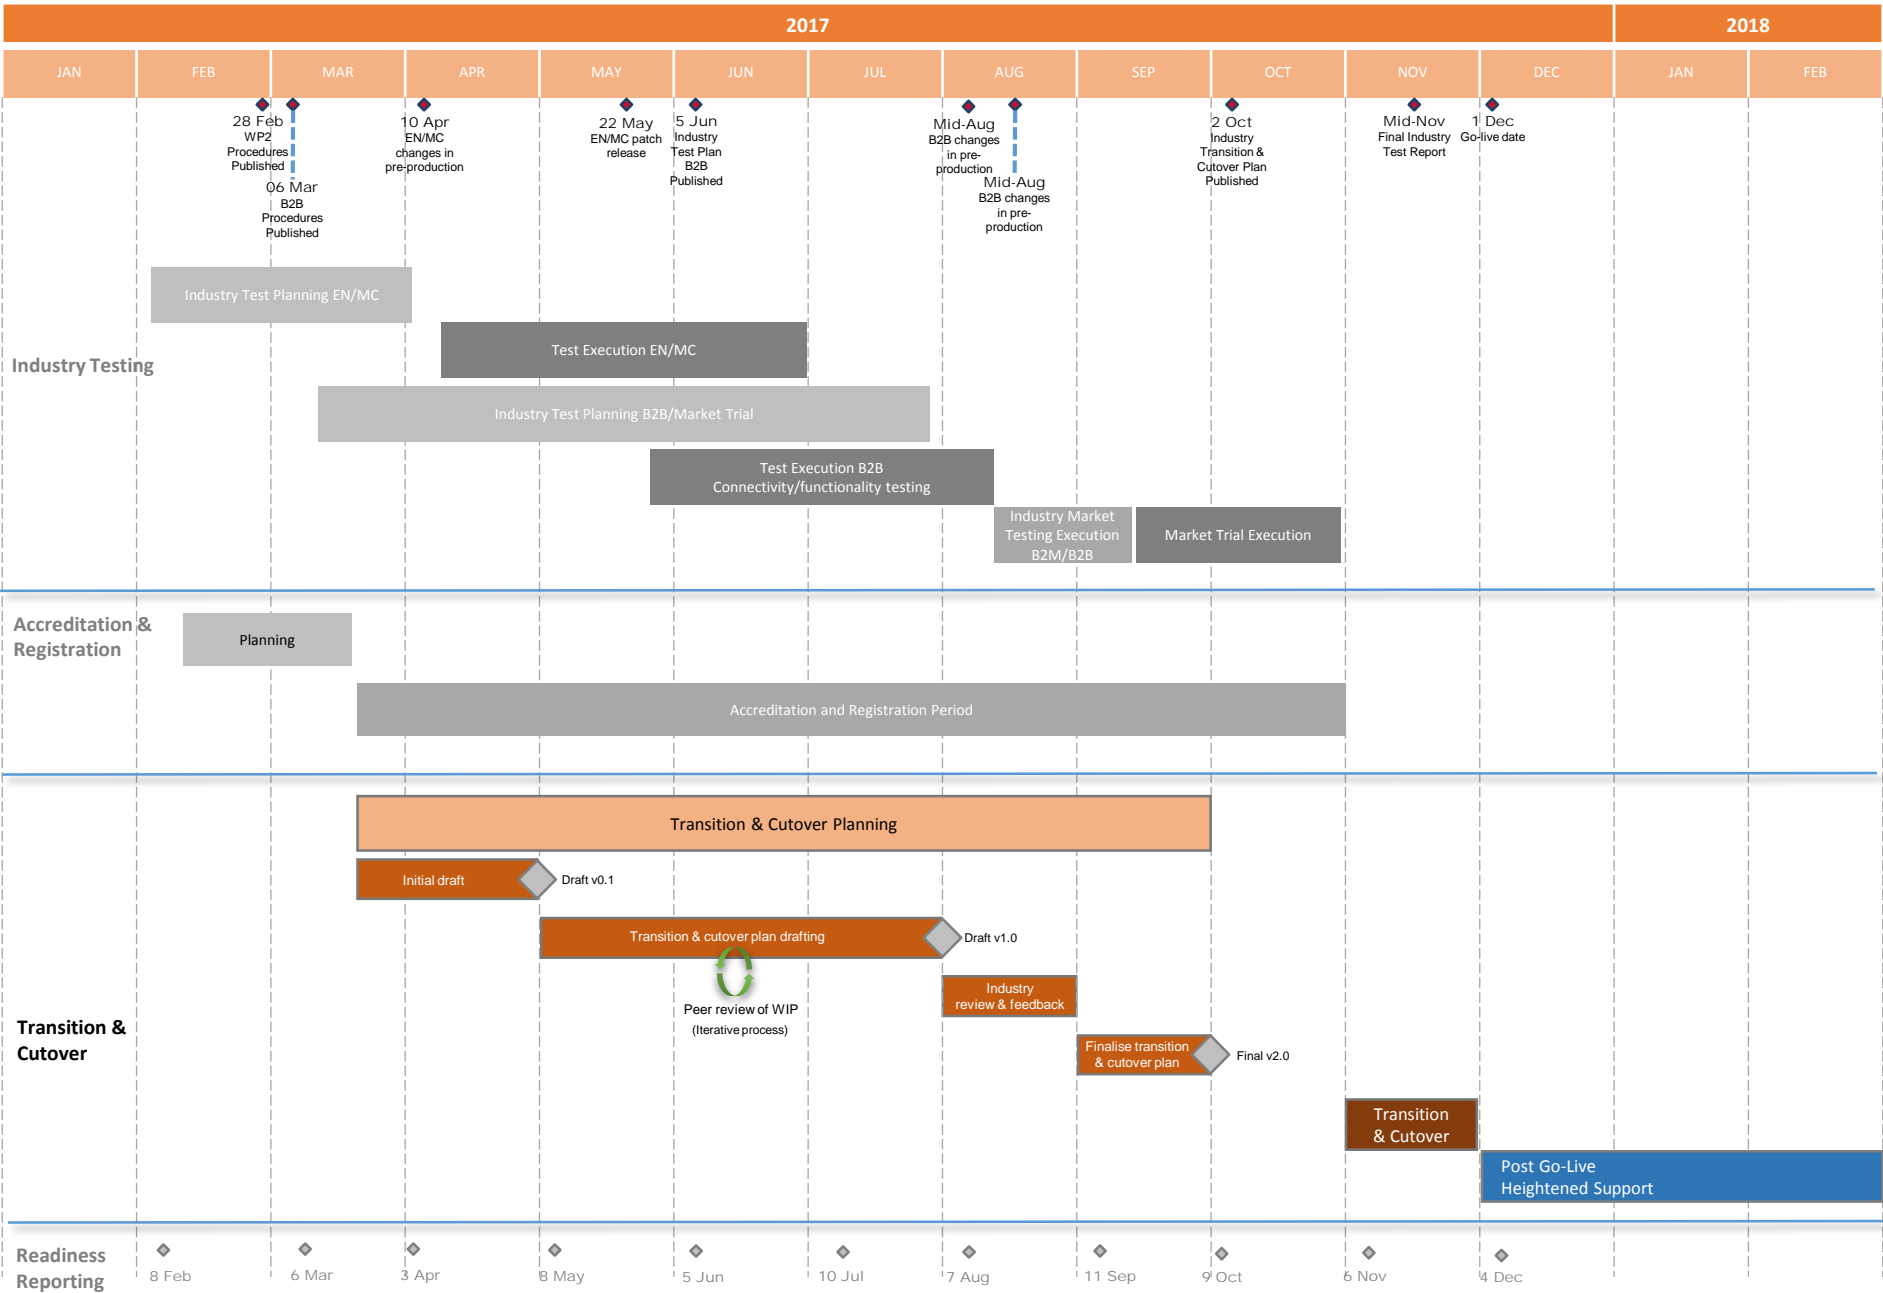 2017
2018
JAN
FEB
MAR
APR
MAY
JUN
JUL
AUG
SEP
OCT
NOV
DEC
JAN
FEB
28 Feb
WP2
Procedures
Published
06 Mar
B2B
Procedures
Published
10 Apr
EN/MC
changes in
pre-production
22 May
EN/MC patch
release
5 Jun
Industry
Test Plan
B2B
Published
Mid-Aug
B2B changes
in pre-
production
Mid-Aug
B2B changes
in pre-
production
2 Oct
Industry
Transition &
Cutover Plan
Published
Mid-Nov
Final Industry
Test Report
1 Dec
Go-live date
Industry Testing
Industry Test Planning EN/MC
Test Execution EN/MC
Industry Test Planning B2B/Market Trial
Test Execution B2B
Connectivity/functionality testing
Industry Market
Testing Execution
B2M/B2B
Market Trial Execution
Accreditation &
Registration
Planning
Accreditation and Registration Period
Transition &
Cutover
Transition & Cutover Planning
Initial draft
Draft v0.1
Transition & cutover plan drafting
Draft v1.0
Peer review of WIP
(Iterative process)
Industry
review & feedback
Finalise transition
& cutover plan
Final v2.0
Transition
& Cutover
Post Go-Live
Heightened Support
Readiness
Reporting
8 Feb
6 Mar
3 Apr
8 May
5 Jun
10 Jul
7 Aug
11 Sep
9 Oct
6 Nov
4 Dec